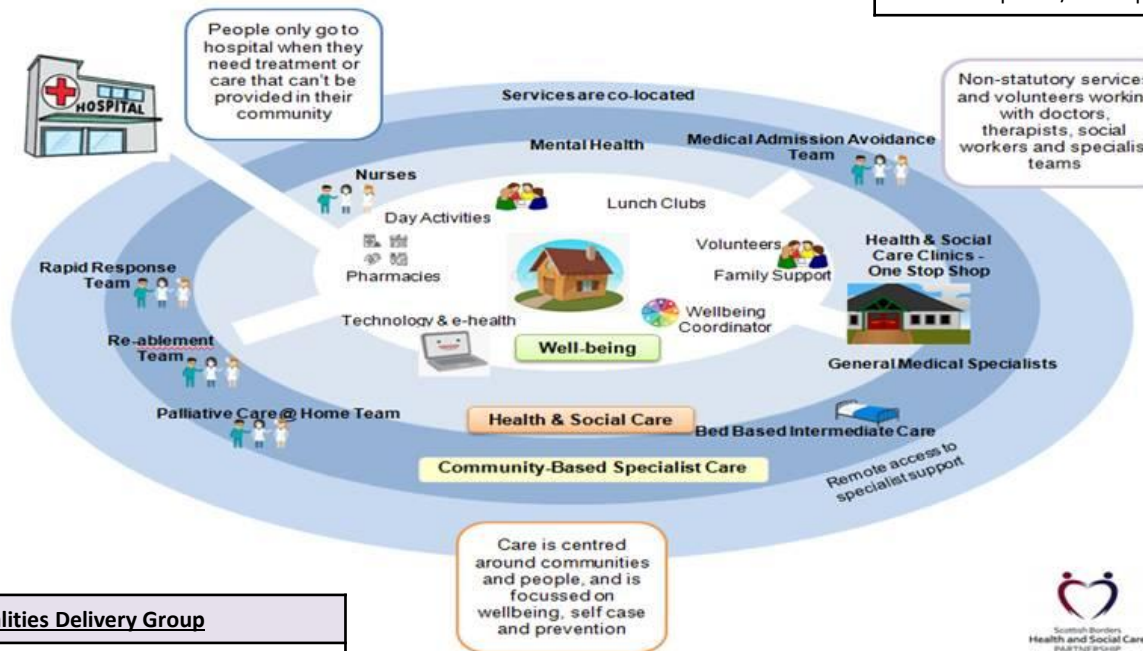 People only go to
hospital when they
need treatment or
care that can't be
provided in their
community
HOSPITAL
Services are co-located
Non-statutory services
and volunteers workin
with doctors,
therapists, social
workers and specialis
teams
Mental Health
Medical Admission Avoidance
Team
Nurses
Day Activities
Lunch Clubs
Pharmacies
Volunteers
Family Support
Health & Social
Care Clinics -
One Stop Shop
Rapid Response
Team
Technology & e-health
Wellbeing
Coordinator
Re-ablement
Team
Well-being
General Medical Specialists
Palliative Care @ Home Team
Health & Social Care
Bed Based Intermediate Care
Community-Based Specialist Care
Remote access to
specialist support
Care is centred
around communities
and people, and is
focussed on
wellbeing, self case
and prevention
lities Delivery Group
Scottish Borders
Health and Social Care
PARTNERSHIP